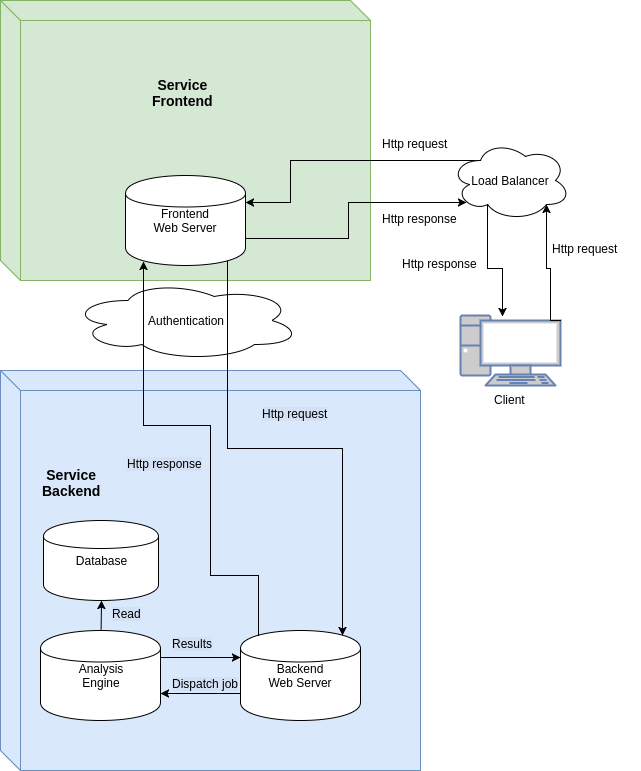 Service
Frontend
Http request
Load Balancer
Frontend
Web Server
Http response
Http request
Http response
Authentication
Client
Http request
Http response
Service
Backend
Database
Read
Results
Analysis
Engine
Backend
Web Server
Dispatch job